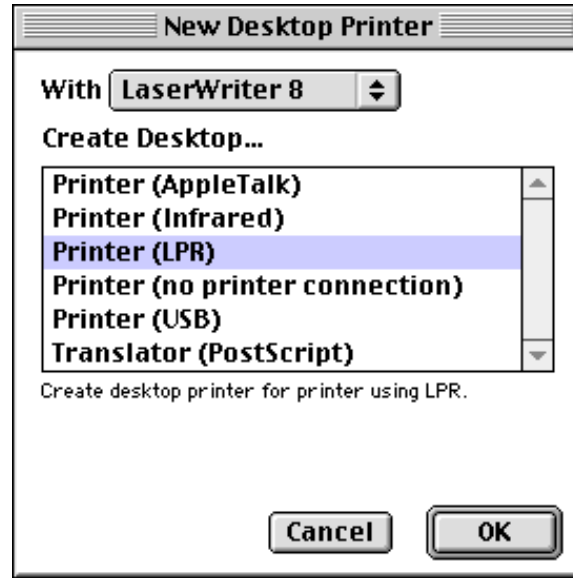 New Desktop Printer
With LaserWriter 8
Create Desktop...
Printer (AppleTalk)
Printer (Infrared)
Printer (LPR)
Printer (no printer connection)
Printer (USB)
Translator (PostScript)
Create desktop printer for printer using LPR.
Cancel OK